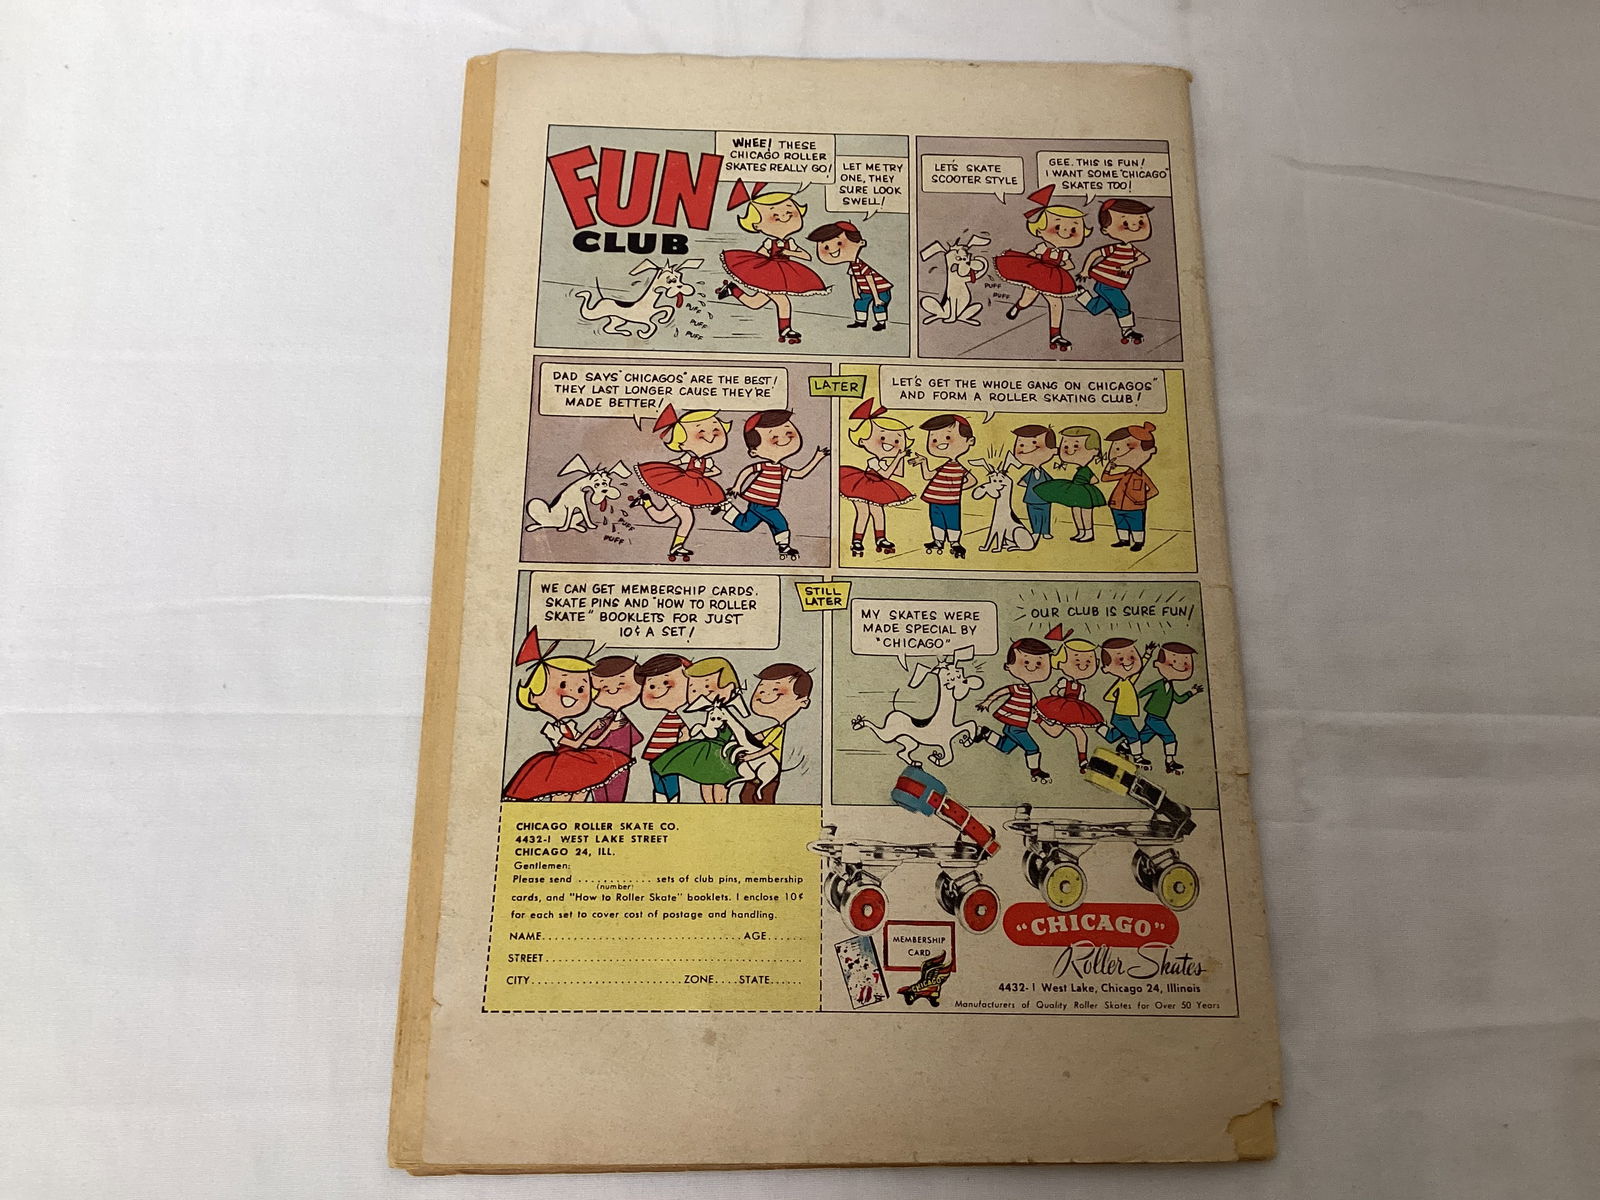 FUN
CLUB
WHEE! THESE
CHICAGO ROLLER
SKATES REALLY GO!
LET ME TRY
ONE, THEY
SURE LOOK
SWELL!
PUFF
PUFF
PUFF
LET'S SKATE
SCOOTER STYLE
GEE. THIS IS FUN!
I WANT SOME "CHICAGO"
SKATES TOO!
PUFF
PUFF
DAD SAYS "CHICAGOS" ARE THE BEST!
THEY LAST LONGER CAUSE THEY'RE
MADE BETTER!
PUFF
PUFF
LATER
LET'S GET THE WHOLE GANG ON CHICAGOS"
AND FORM A ROLLER SKATING CLUB!
WE CAN GET MEMBERSHIP CARDS,
SKATE PINS AND "HOW TO ROLLER
SKATE" BOOKLETS FOR JUST
10¢ A SET!
STILL
LATER
MY SKATES WERE
MADE SPECIAL BY
"CHICAGO"
OUR CLUB IS SURE FUN!
CHICAGO ROLLER SKATE CO.
4432-1 WEST LAKE STREET
CHICAGO 24, ILL.
Gentlemen:
Please send ............ sets of club pins, membership
(number)
cards, and "How to Roller Skate" booklets. I enclose 10¢
for each set to cover cost of postage and handling.
NAME.............................AGE......
STREET.....................................
CITY......................ZONE....STATE......
MEMBERSHIP
CARD
CHICAGO
"CHICAGO"
Roller Skates
4432-1 West Lake, Chicago 24, Illinois
Manufacturers of Quality Roller Skates for Over 50 Years